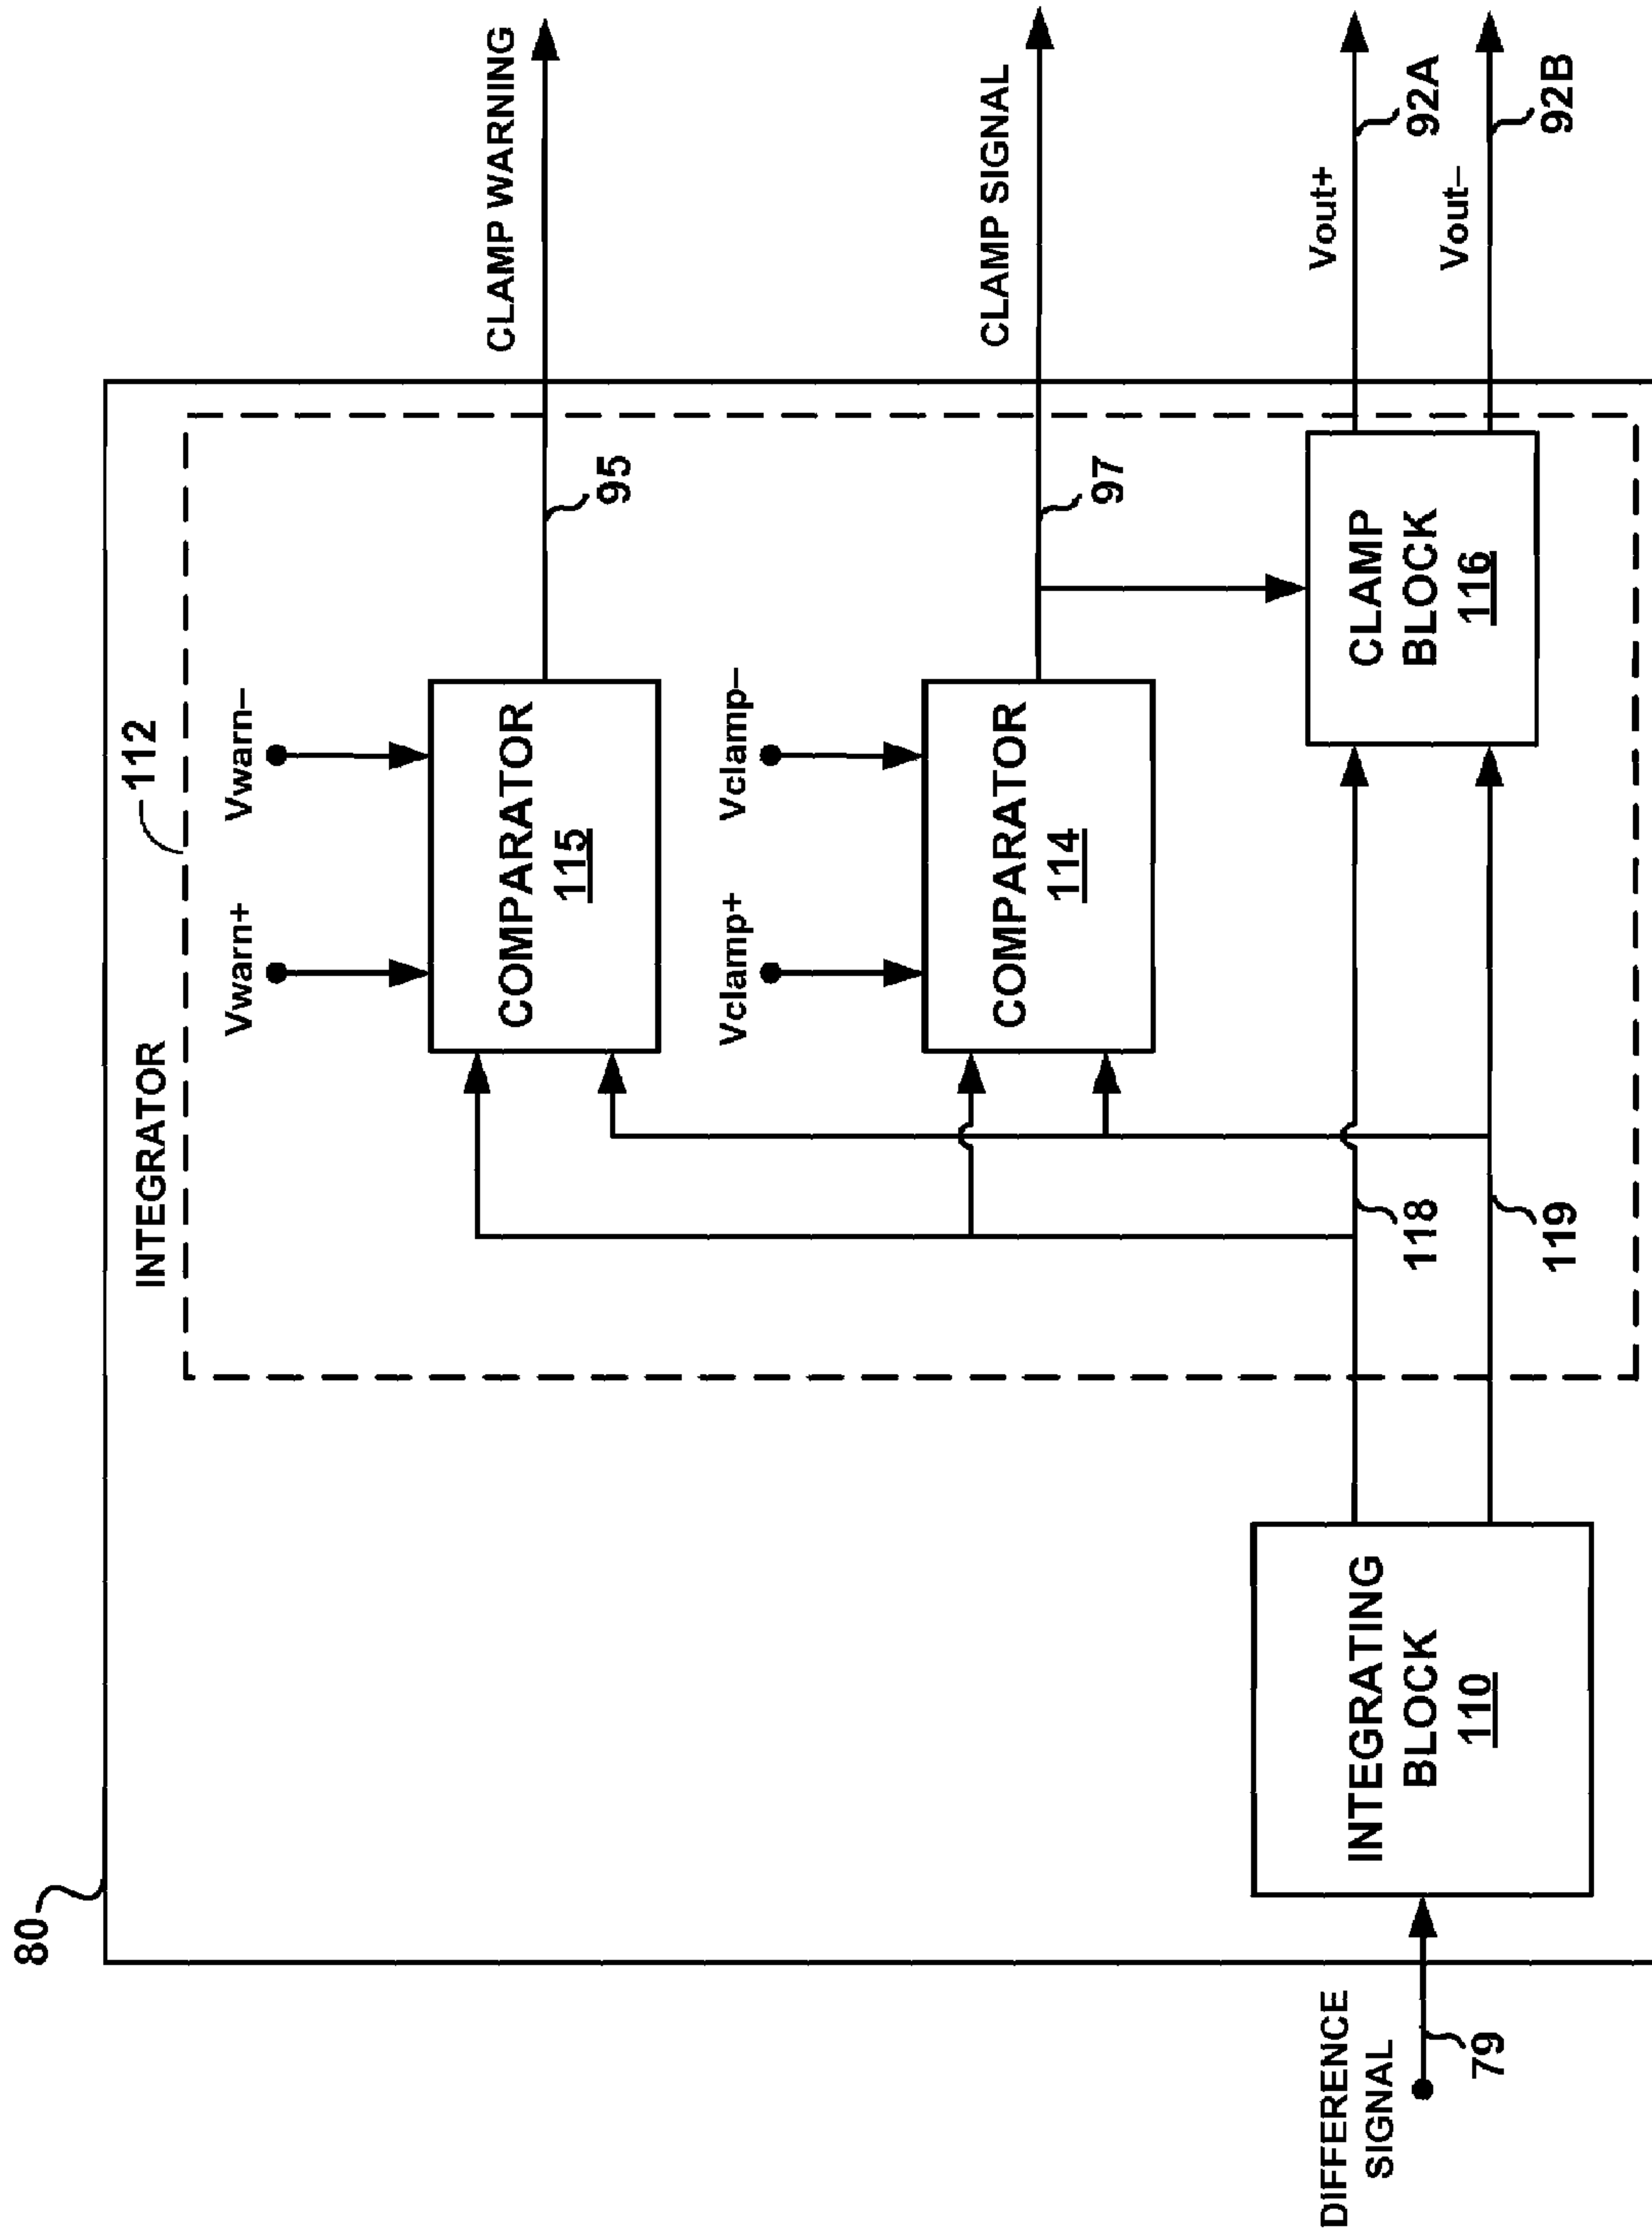 80
INTEGRATOR
112
Vwarn+
Vwarn−
COMPARATOR
115
95
CLAMP WARNING
Vclamp+
Vclamp−
COMPARATOR
114
97
CLAMP SIGNAL
DIFFERENCE
SIGNAL
79
INTEGRATING
BLOCK
110
118
119
CLAMP
BLOCK
116
Vout+
92A
Vout−
92B